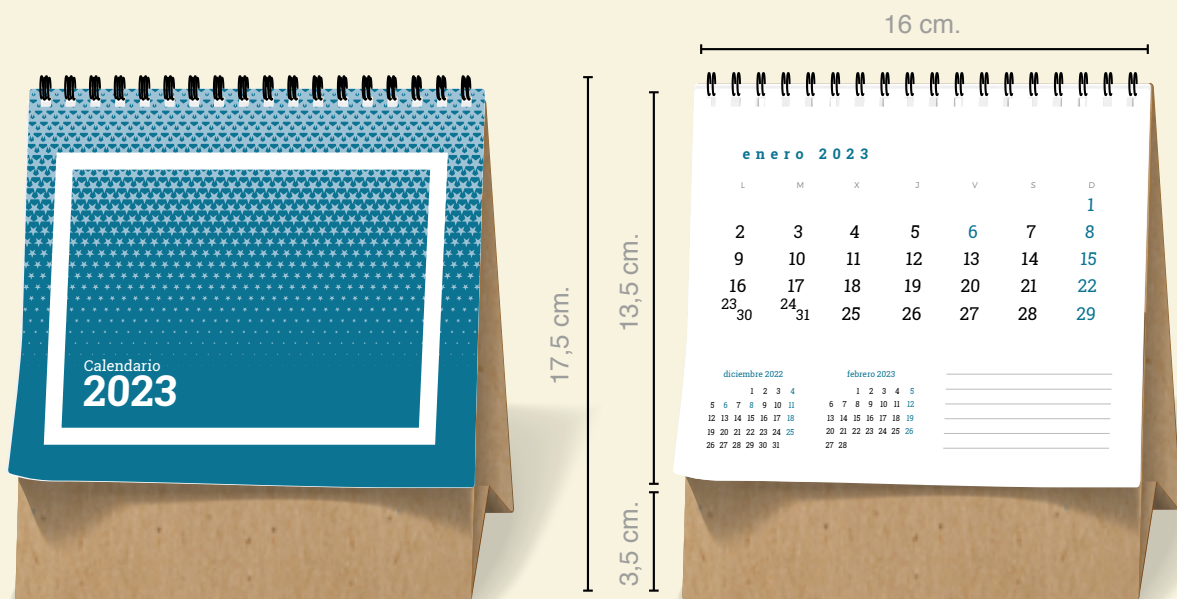 Calendario
2023
17,5 cm.
16 cm.
13,5 cm.
3,5 cm.
enero 2023
L M X J V S D
1
2 3 4 5 6 7 8
9 10 11 12 13 14 15
16 17 18 19 20 21 22
23 30 24 31 25 26 27 28 29
diciembre 2022
1 2 3 4
5 6 7 8 9 10 11
12 13 14 15 16 17 18
19 20 21 22 23 24 25
26 27 28 29 30 31
febrero 2023
1 2 3 4 5
6 7 8 9 10 11 12
13 14 15 16 17 18 19
20 21 22 23 24 25 26
27 28